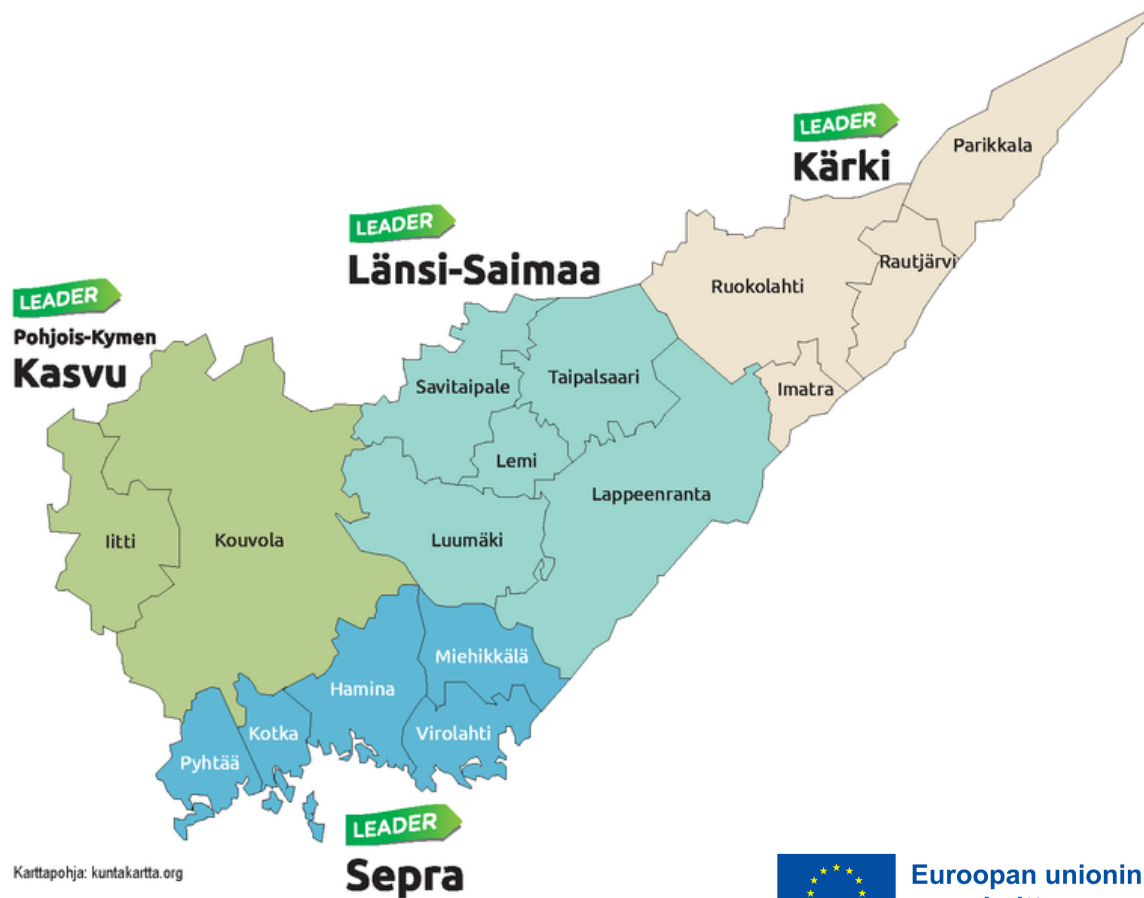 LEADER
Kärki
Parikkala
LEADER
Länsi-Saimaa
Rautjärvi
Ruokolahti
LEADER
Pohjois-Kymen
Kasvu
Savitaipale
Taipalsaari
Imatra
Lemi
Lappeenranta
Iitti
Kouvola
Luumäki
Miehikkälä
Hamina
Kotka
Virolahti
Pyhtää
LEADER
Sepra
Karttapohja: kuntakartta.org
Euroopan unionin